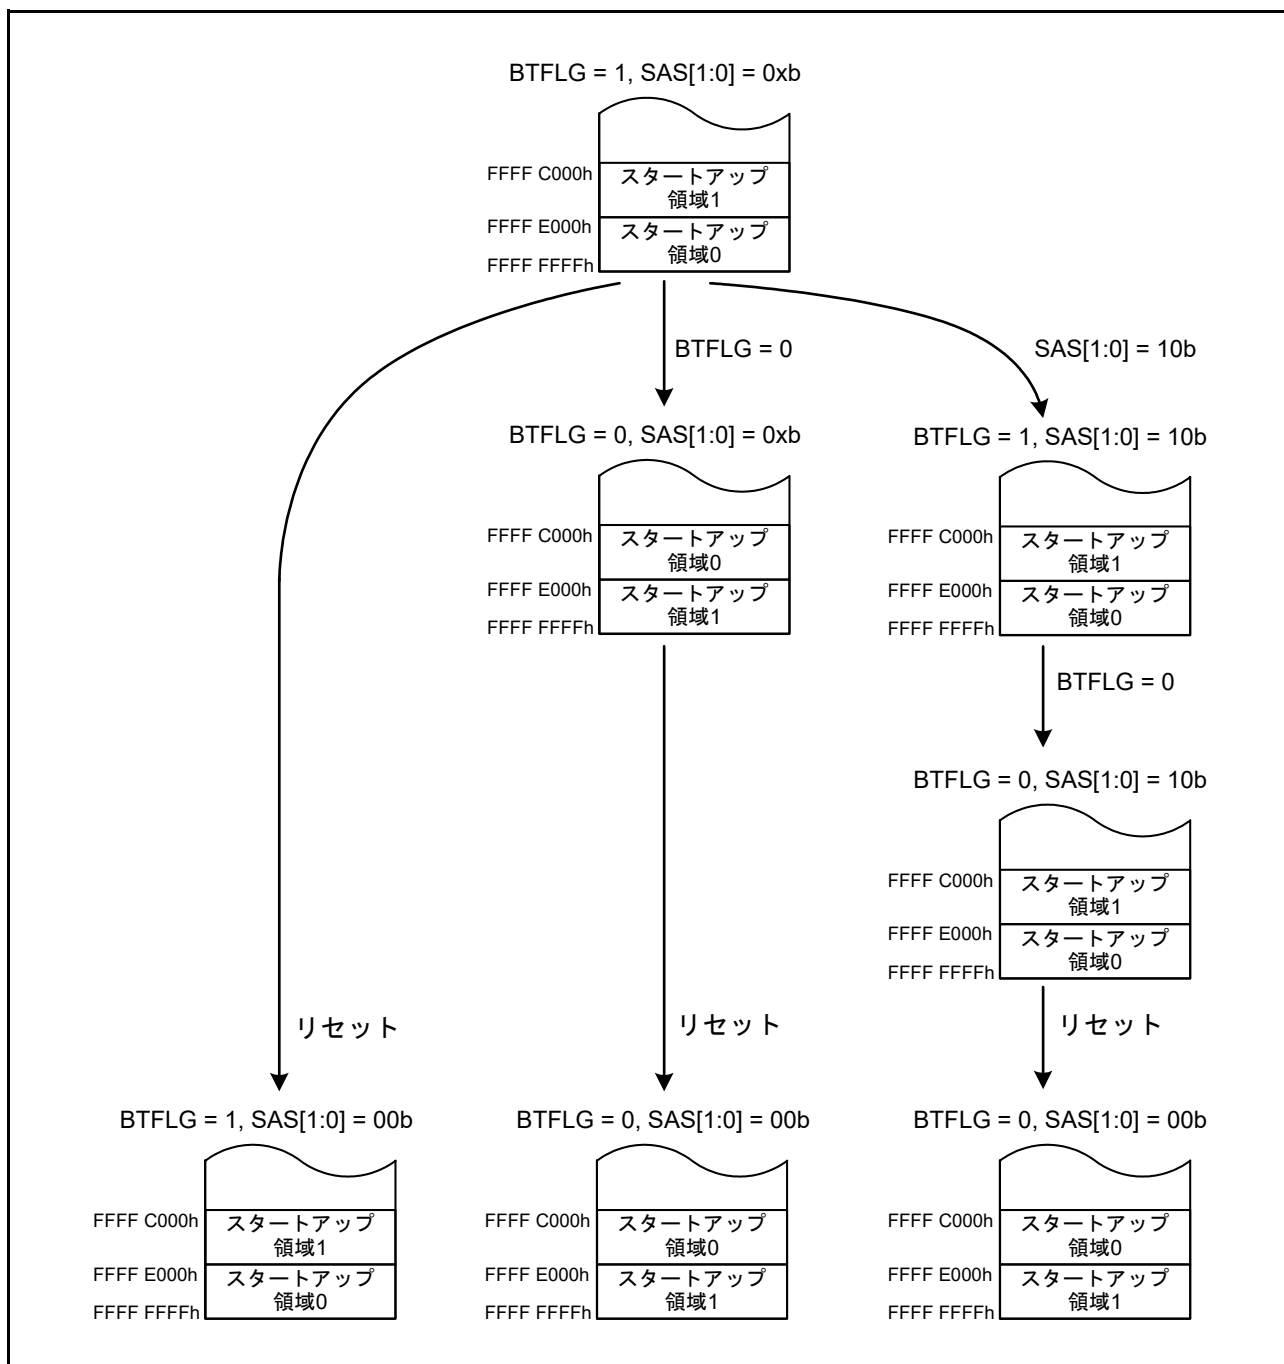 BTFLG = 1, SAS[1:0] = 0xb
FFFF C000h
スタートアップ
領域1
FFFF E000h
スタートアップ
領域0
FFFF FFFFh
BTFLG = 0
SAS[1:0] = 10b
BTFLG = 0, SAS[1:0] = 0xb
FFFF C000h
スタートアップ
領域0
FFFF E000h
スタートアップ
領域1
FFFF FFFFh
BTFLG = 1, SAS[1:0] = 10b
FFFF C000h
スタートアップ
領域1
FFFF E000h
スタートアップ
領域0
FFFF FFFFh
BTFLG = 0
BTFLG = 0, SAS[1:0] = 10b
FFFF C000h
スタートアップ
領域1
FFFF E000h
スタートアップ
領域0
FFFF FFFFh
リセット
リセット
リセット
BTFLG = 1, SAS[1:0] = 00b
FFFF C000h
スタートアップ
領域1
FFFF E000h
スタートアップ
領域0
FFFF FFFFh
BTFLG = 0, SAS[1:0] = 00b
FFFF C000h
スタートアップ
領域0
FFFF E000h
スタートアップ
領域1
FFFF FFFFh
BTFLG = 0, SAS[1:0] = 00b
FFFF C000h
スタートアップ
領域0
FFFF E000h
スタートアップ
領域1
FFFF FFFFh